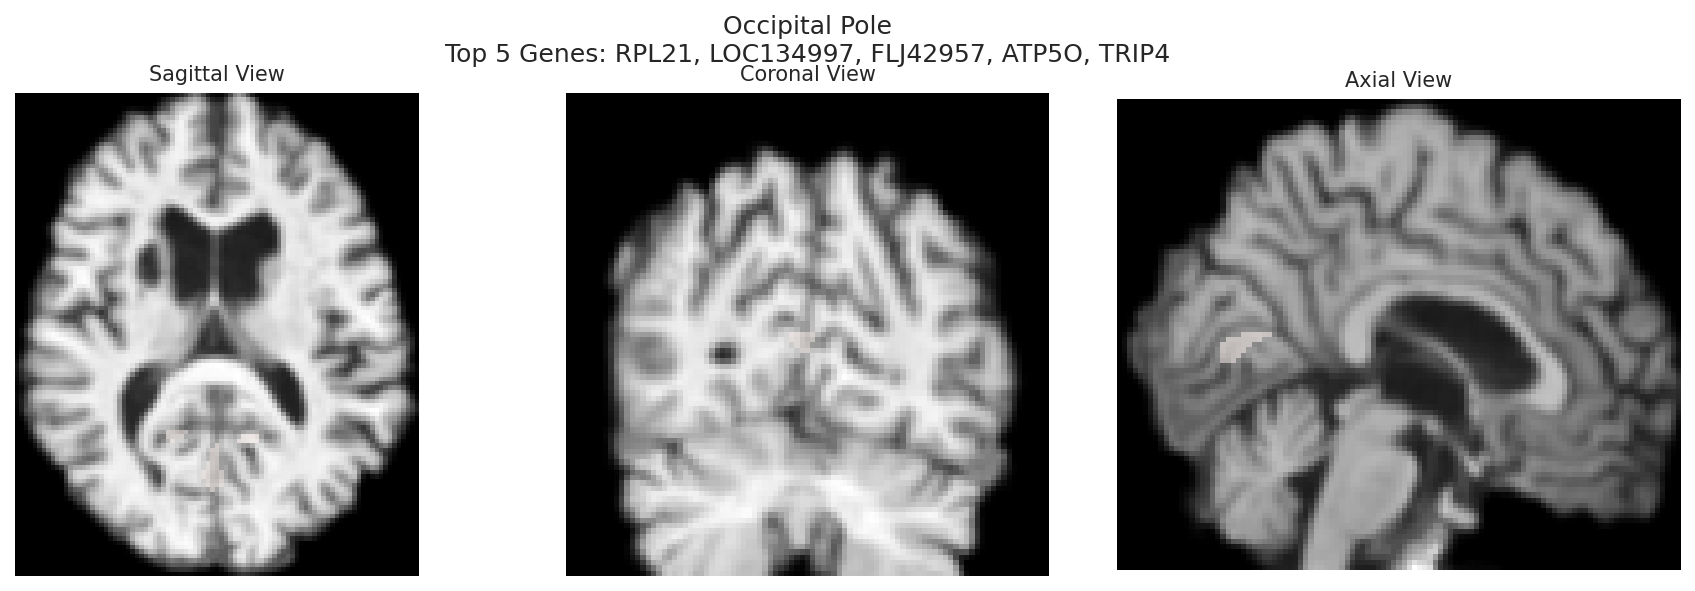 Occipital Pole
Top 5 Genes: RPL21, LOC134997, FLJ42957, ATP5O, TRIP4
Sagittal View
Coronal View
Axial View